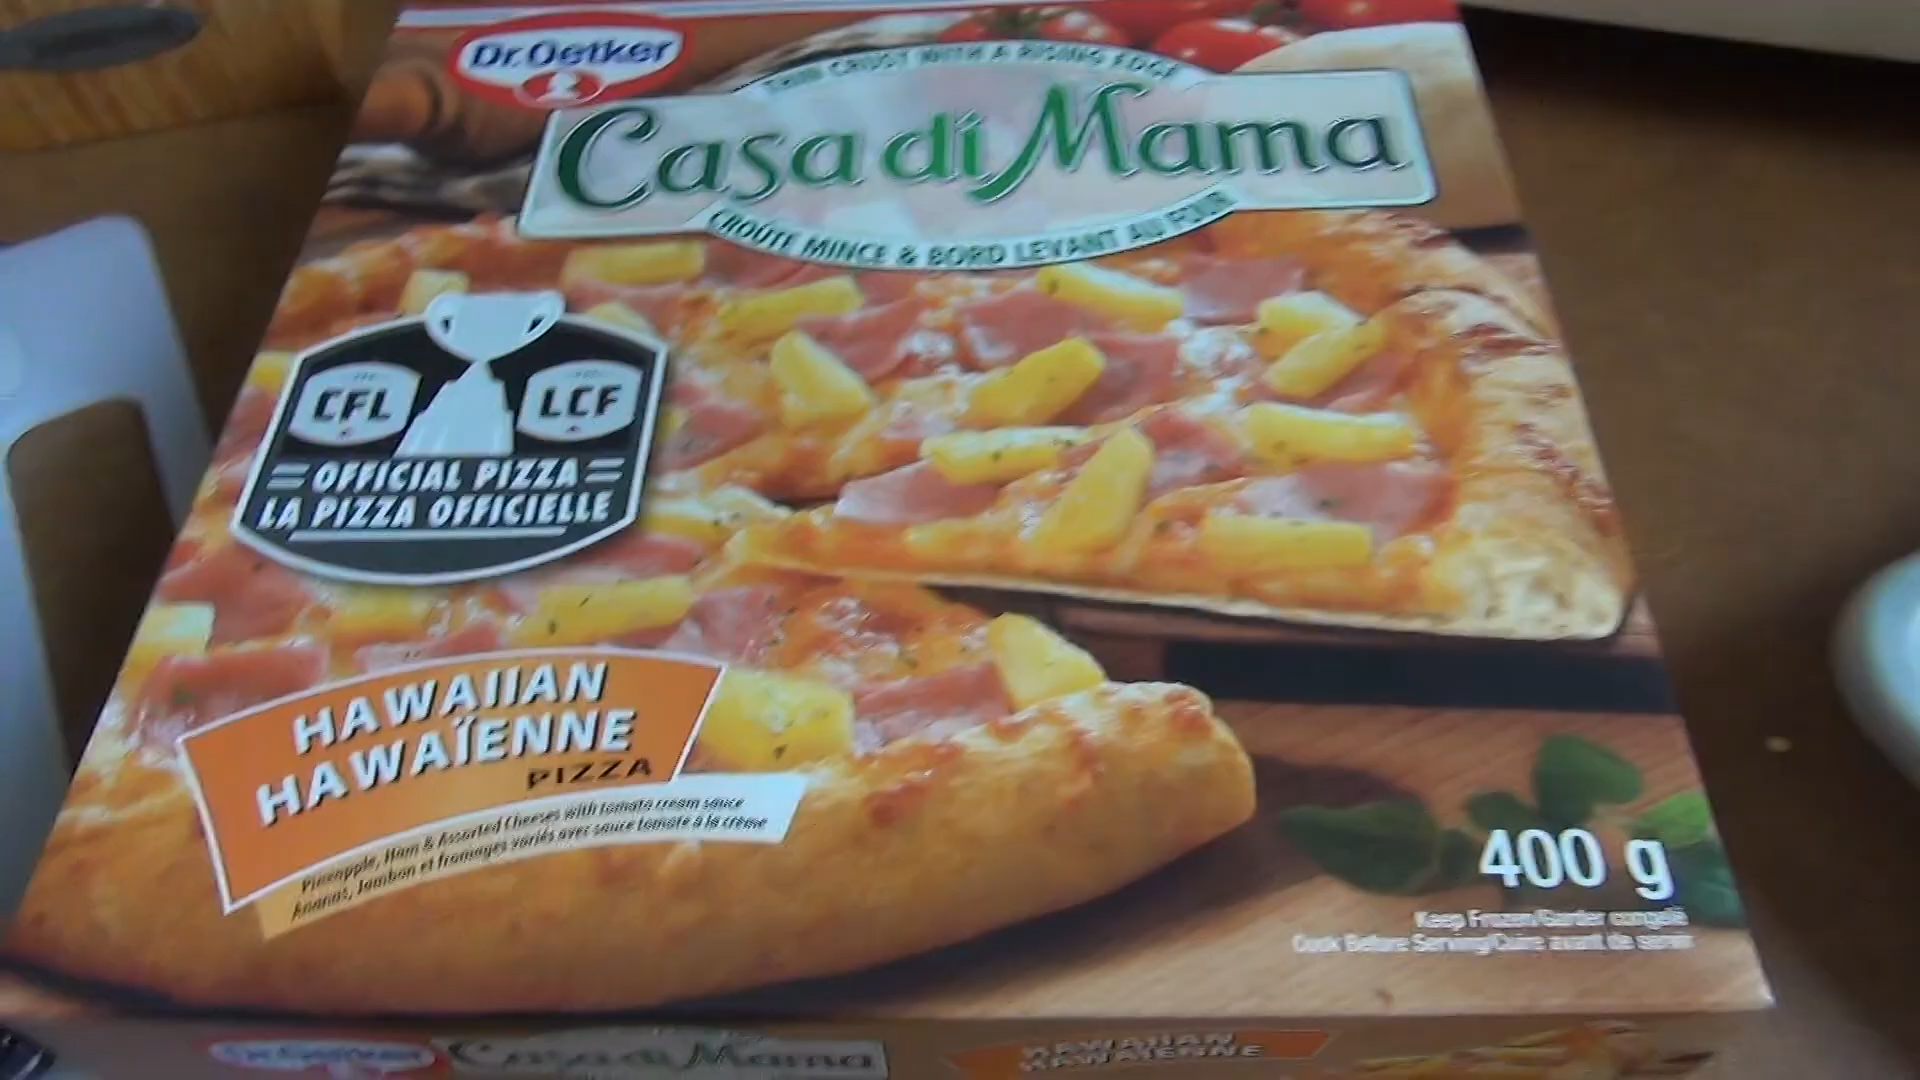 Dr. Oetker
THIN CRUST WITH A RISING EDGE
Casa di Mama
CROÛTE MINCE & BORD LEVANT AU FOUR
CFL
LCF
OFFICIAL PIZZA
LA PIZZA OFFICIELLE
HAWAIIAN
HAWAÏENNE
PIZZA
Pineapple, Ham & Assorted Cheeses with tomato cream sauce
Ananas, Jambon et fromages variés avec sauce tomate à la crème
400 g
Keep Frozen/Garder congelé
Cook Before Serving/Cuire avant de servir
Dr. Oetker
Casa di Mama
HAWAIIAN
HAWAÏENNE